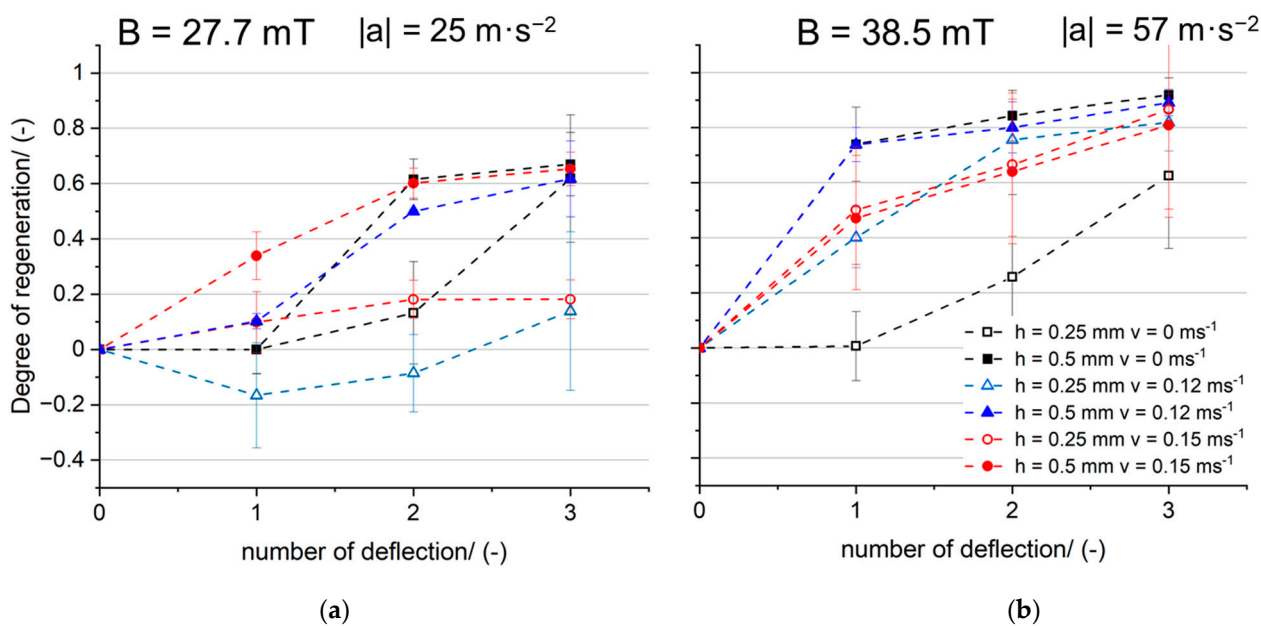 B = 27.7 mT |a| = 25 m·s⁻²
Degree of regeneration/ (-)
1
0.8
0.6
0.4
0.2
0
−0.2
−0.4
0 1 2 3
number of deflection/ (-)
(a)
B = 38.5 mT |a| = 57 m·s⁻²
h = 0.25 mm v = 0 ms⁻¹
h = 0.5 mm v = 0 ms⁻¹
h = 0.25 mm v = 0.12 ms⁻¹
h = 0.5 mm v = 0.12 ms⁻¹
h = 0.25 mm v = 0.15 ms⁻¹
h = 0.5 mm v = 0.15 ms⁻¹
0 1 2 3
number of deflection/ (-)
(b)